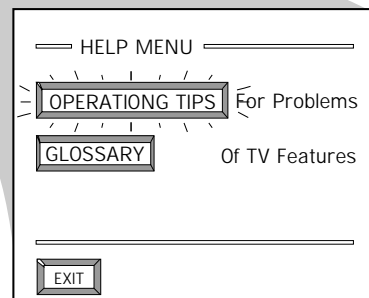 HELP MENU
OPERATIONG TIPS For Problems
GLOSSARY Of TV Features
EXIT